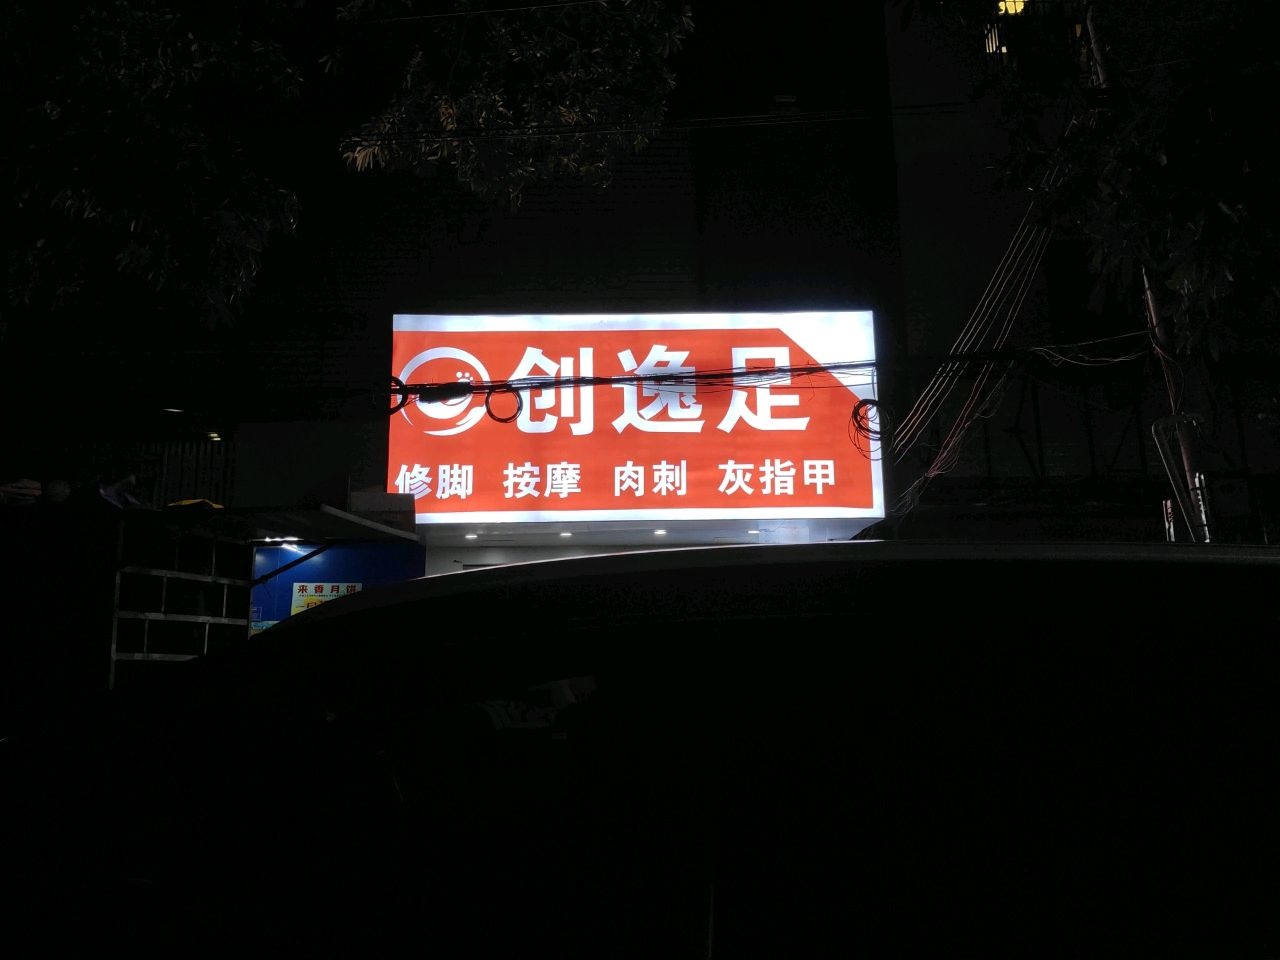 创逸足
修脚 按摩 肉刺 灰指甲
来香月饼